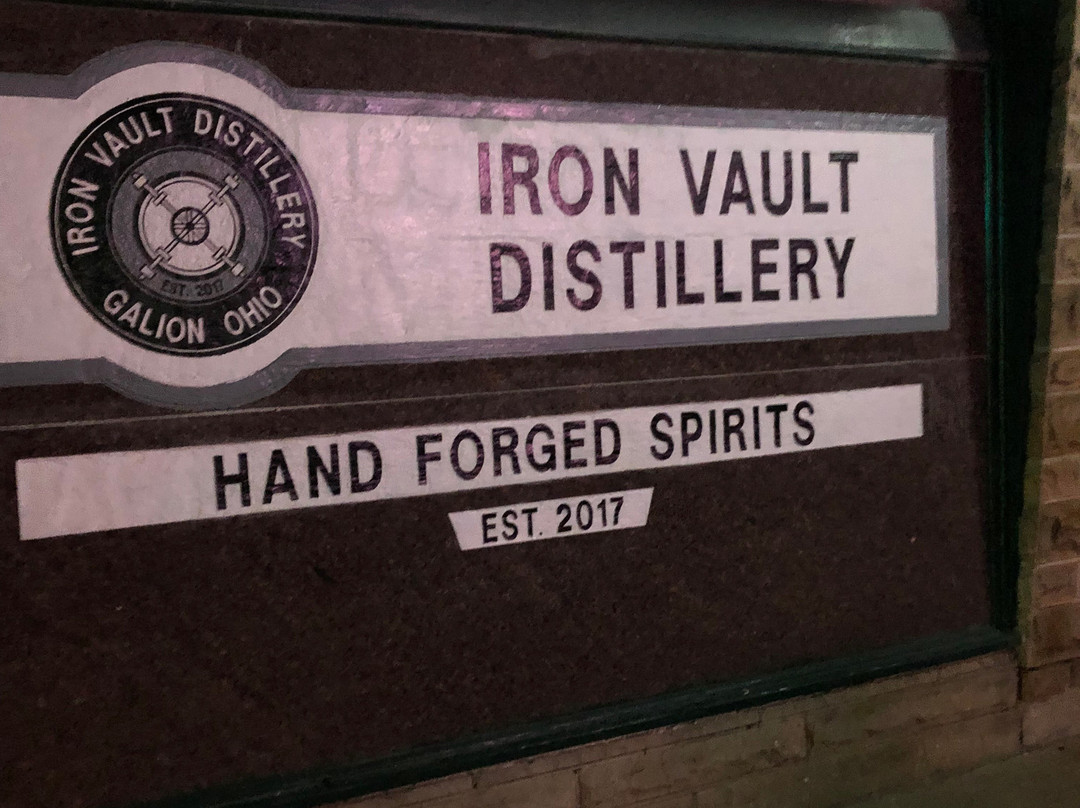 IRON VAULT DISTILLERY
EST. 2017
GALION OHIO
IRON VAULT
DISTILLERY
HAND FORGED SPIRITS
EST. 2017